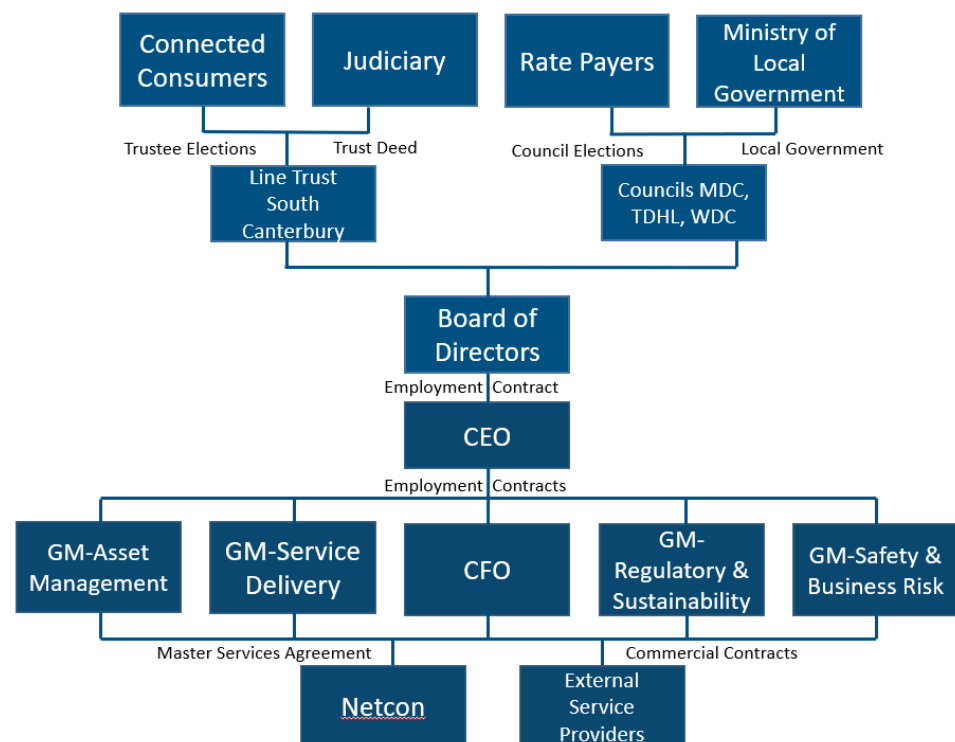 Connected
Consumers
Judiciary
Rate Payers
Ministry of
Local
Government
Trustee Elections
Trust Deed
Council Elections
Local Government
Line Trust
South
Canterbury
Councils MDC,
TDHL, WDC
Board of
Directors
Employment Contract
CEO
Employment Contracts
GM-Asset
Management
GM-Service
Delivery
CFO
GM-
Regulatory &
Sustainability
GM-Safety &
Business Risk
Master Services Agreement
Commercial Contracts
Netcon
External
Service
Providers